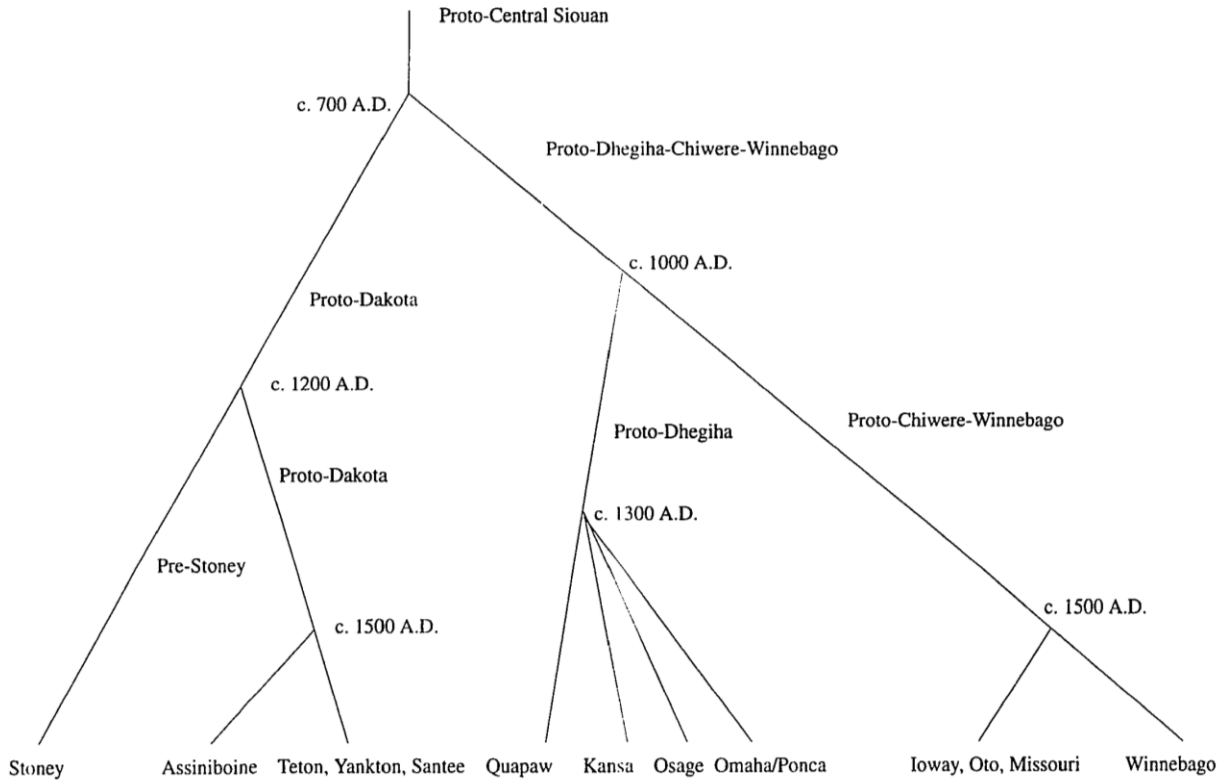 Proto-Central Siouan
c. 700 A.D.
Proto-Dhegiha-Chiwere-Winnebago
c. 1000 A.D.
Proto-Dakota
c. 1200 A.D.
Proto-Chiwere-Winnebago
Proto-Dhegiha
Proto-Dakota
c. 1300 A.D.
Pre-Stoney
c. 1500 A.D.
c. 1500 A.D.
Stoney Assiniboine Teton, Yankton, Santee Quapaw Kansa Osage Omaha/Ponca Ioway, Oto, Missouri Winnebago